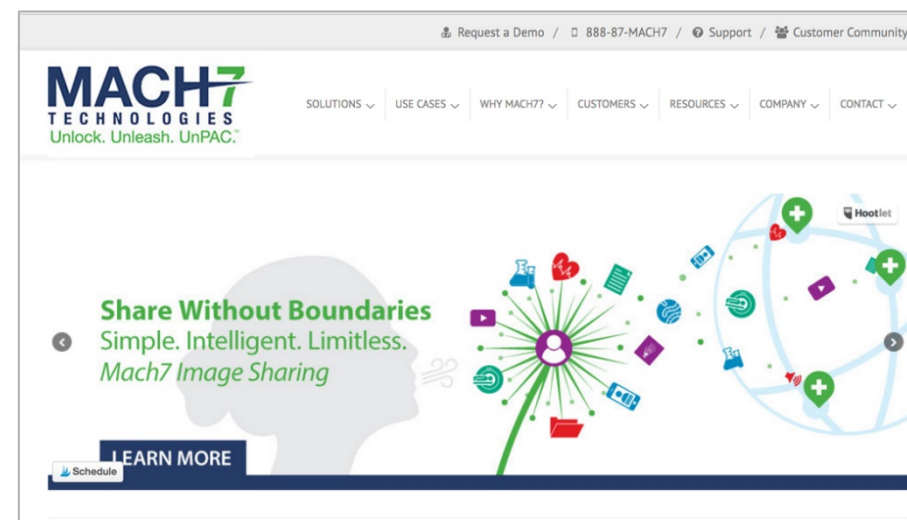 Request a Demo / 888-87-MACH7 / Support / Customer Community
MACH7
TECHNOLOGIES
Unlock. Unleash. UnPAC.™
SOLUTIONS USE CASES WHY MACH7? CUSTOMERS RESOURCES COMPANY CONTACT
Hootlet
Share Without Boundaries
Simple. Intelligent. Limitless.
Mach7 Image Sharing
LEARN MORE
Schedule